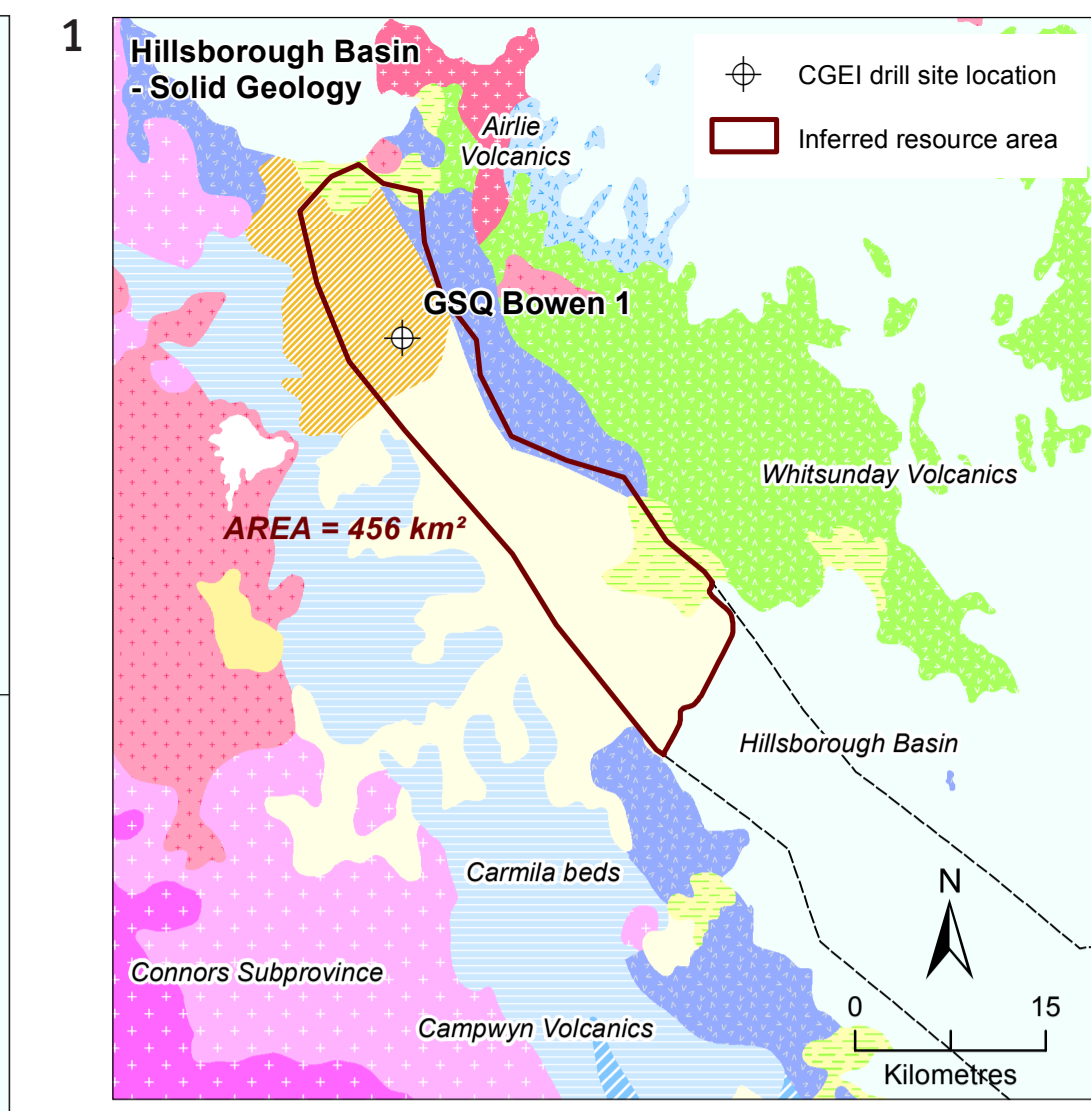 1
Hillsborough Basin
- Solid Geology
CGEI drill site location
Inferred resource area
Airlie
Volcanics
GSQ Bowen 1
Whitsunday Volcanics
AREA = 456 km²
Hillsborough Basin
Carmila beds
N
Connors Subprovince
0 15
Campwyn Volcanics
Kilometres